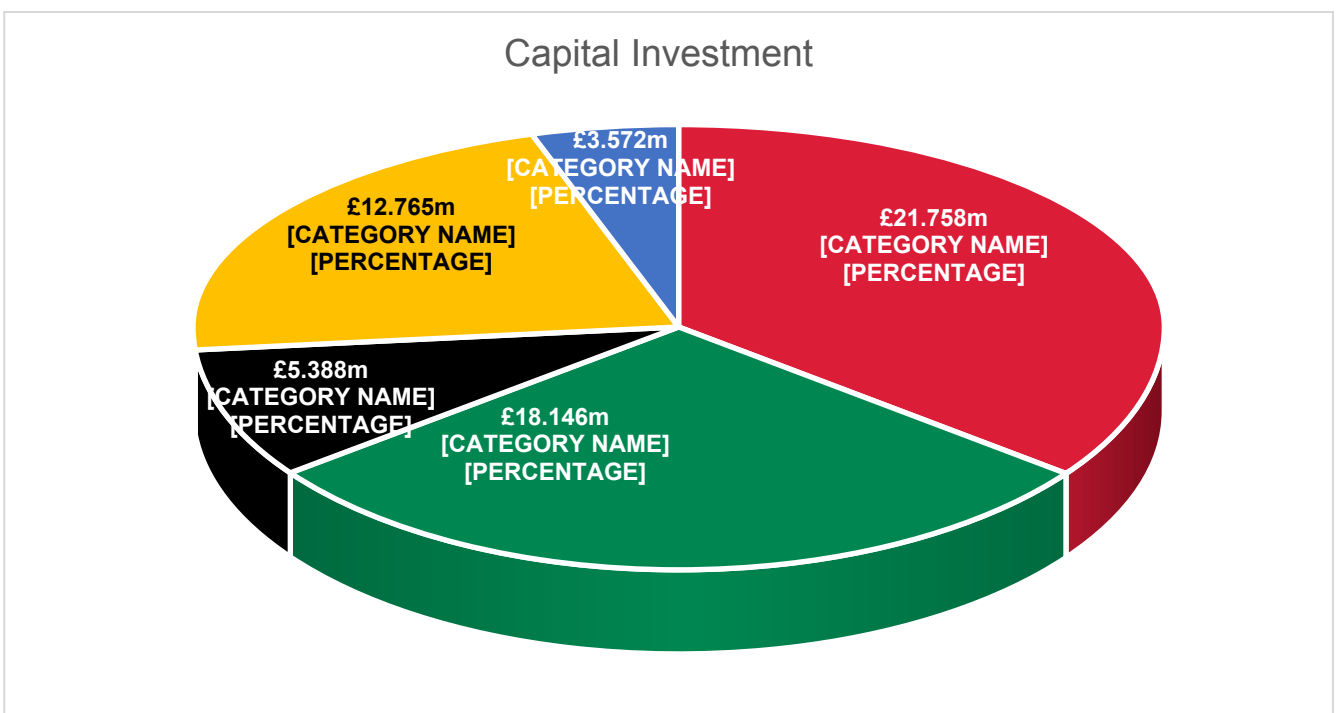 Capital Investment
£3.572m
[CATEGORY NAME]
[PERCENTAGE]
£12.765m
[CATEGORY NAME]
[PERCENTAGE]
£21.758m
[CATEGORY NAME]
[PERCENTAGE]
£5.388m
[CATEGORY NAME]
[PERCENTAGE]
£18.146m
[CATEGORY NAME]
[PERCENTAGE]